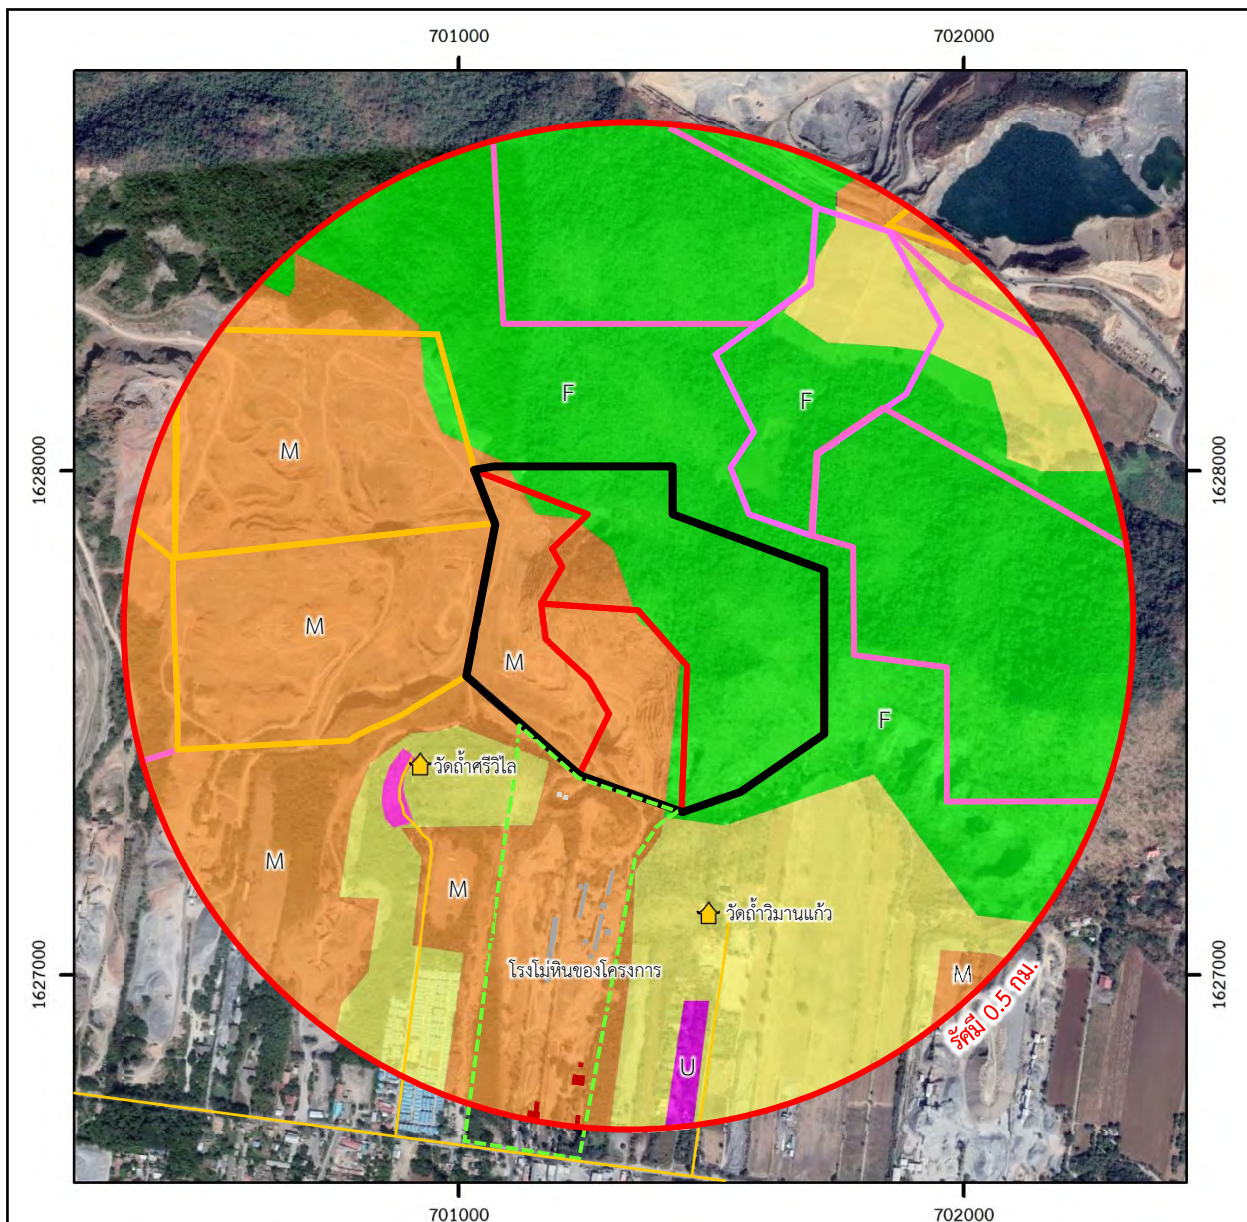 701000
702000
F
F
M
1628000
1628000
M
M
F
วัดถ้ำศรีวิไล
M
M
วัดถ้ำวิมานแก้ว
โรงโม่หินของโครงการ
M
1627000
1627000
รัศมี 0.5 กม.
U
701000
702000